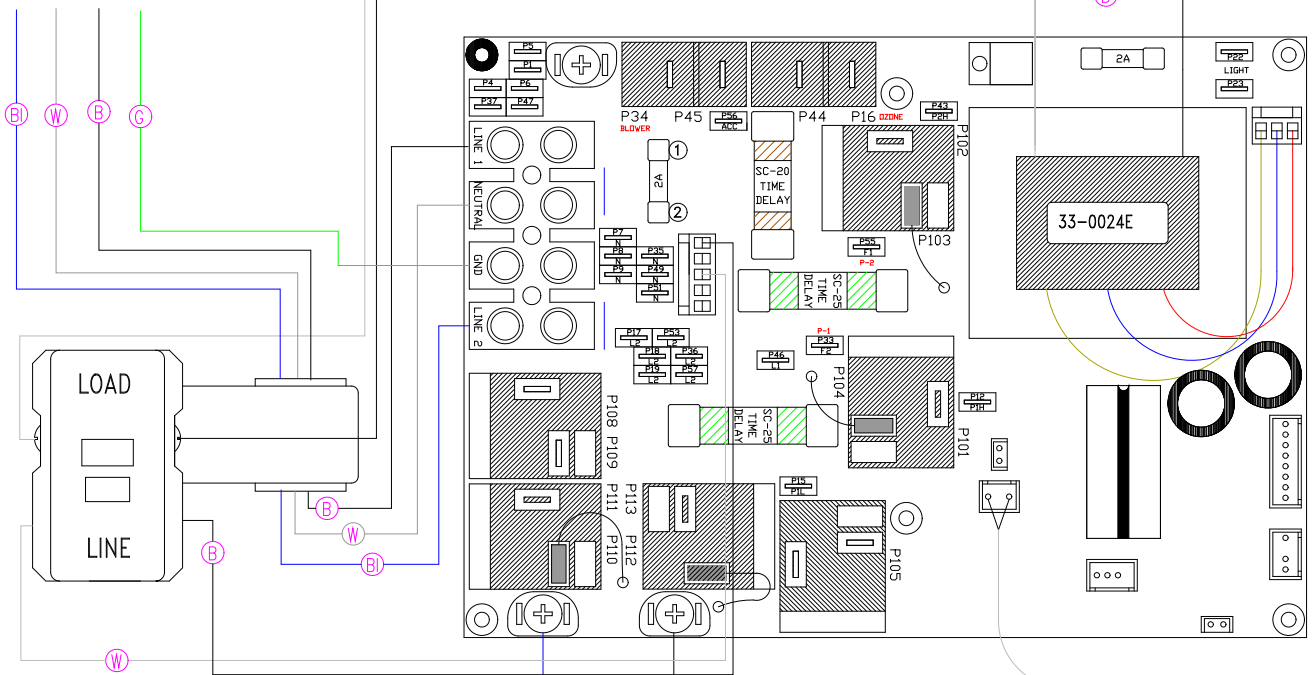 B
BI
W
B
G
P5
P1
P4
P6
P37
P47
P34
BLOWER
P45
P56
ACC
P44
P16
OZONE
P43
P2H
P102
2A
P22
LIGHT
P23
LINE 1
NEUTRAL
GND
LINE 2
1
2A
2
SC-20
TIME
DELAY
P103
33-0024E
P7
N
P8
N
P9
N
P35
N
P49
N
P51
N
P55
F1
P-2
SC-25
TIME
DELAY
P17
L2
P53
L2
P18
L2
P36
L2
P19
L2
P57
L2
P-1
P33
F2
P46
L1
P104
P12
P1H
P101
LOAD
LINE
P108
P109
SC-25
TIME
DELAY
P15
P1L
P111
P110
P113
P112
P105
B
W
BI
B
W